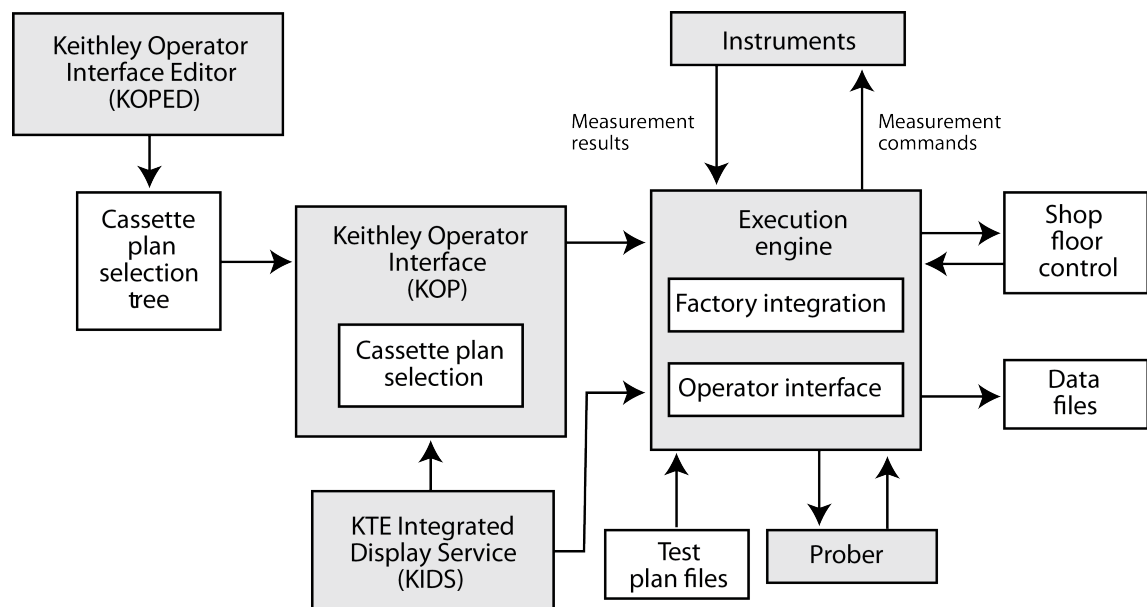 Keithley Operator
Interface Editor
(KOPED)
Instruments
Measurement
results
Measurement
commands
Cassette
plan
selection
tree
Keithley Operator
Interface
(KOP)
Cassette plan
selection
Execution
engine
Factory integration
Operator interface
Shop
floor
control
Data
files
KTE Integrated
Display Service
(KIDS)
Test
plan files
Prober